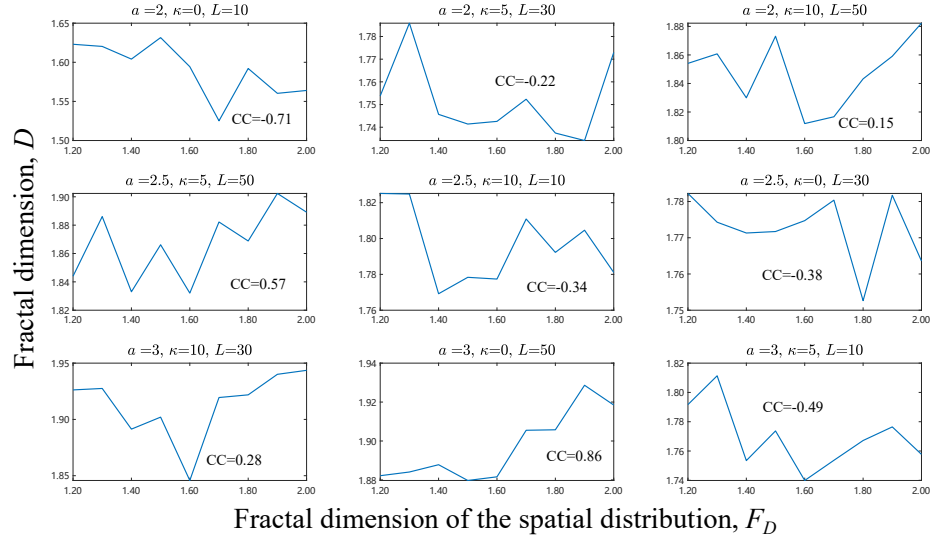 a =2, κ=0, L=10
1.65
1.60
1.55
1.50
CC=-0.71
1.20 1.40 1.60 1.80 2.00
a =2, κ=5, L=30
1.78
1.76
1.75
1.74
CC=-0.22
1.20 1.40 1.60 1.80 2.00
a =2, κ=10, L=50
1.88
1.86
1.84
1.82
1.80
CC=0.15
1.20 1.40 1.60 1.80 2.00
a =2.5, κ=5, L=50
1.90
1.88
1.86
1.84
1.82
CC=0.57
1.20 1.40 1.60 1.80 2.00
a =2.5, κ=10, L=10
1.82
1.80
1.78
1.76
CC=-0.34
1.20 1.40 1.60 1.80 2.00
a =2.5, κ=0, L=30
1.78
1.77
1.76
1.75
CC=-0.38
1.20 1.40 1.60 1.80 2.00
a =3, κ=10, L=30
1.95
1.90
1.85
CC=0.28
1.20 1.40 1.60 1.80 2.00
a =3, κ=0, L=50
1.94
1.92
1.90
1.88
CC=0.86
1.20 1.40 1.60 1.80 2.00
a =3, κ=5, L=10
1.82
1.80
1.78
1.76
1.74
CC=-0.49
1.20 1.40 1.60 1.80 2.00
Fractal dimension, D
Fractal dimension of the spatial distribution, F_D